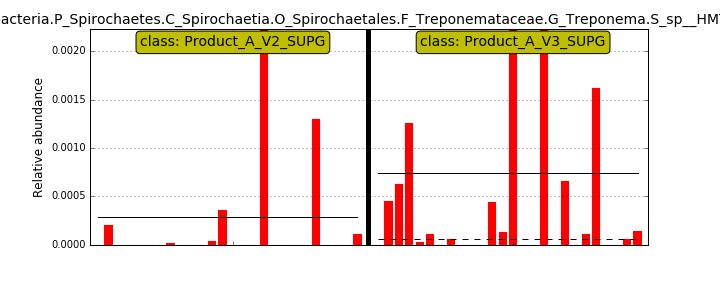 acteria.P_Spirochaetes.C_Spirochaetia.O_Spirochaetales.F_Treponemataceae.G_Treponema.S_sp__HMT
class: Product_A_V2_SUPG
class: Product_A_V3_SUPG
Relative abundance
0.0020
0.0015
0.0010
0.0005
0.0000